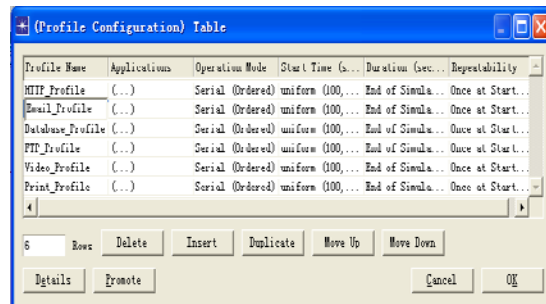 (Profile Configuration) Table
Profile Name Applications Operation Mode Start Time (s... Duration (sec... Repeatability
HTTP_Profile (...) Serial (Ordered) uniform (100,... End of Simula... Once at Start...
Email_Profile (...) Serial (Ordered) uniform (100,... End of Simula... Once at Start...
Database_Profile (...) Serial (Ordered) uniform (100,... End of Simula... Once at Start...
FTP_Profile (...) Serial (Ordered) uniform (100,... End of Simula... Once at Start...
Video_Profile (...) Serial (Ordered) uniform (100,... End of Simula... Once at Start...
Print_Profile (...) Serial (Ordered) uniform (100,... End of Simula... Once at Start...
6 Rows Delete Insert Duplicate Move Up Move Down
Details Promote Cancel OK